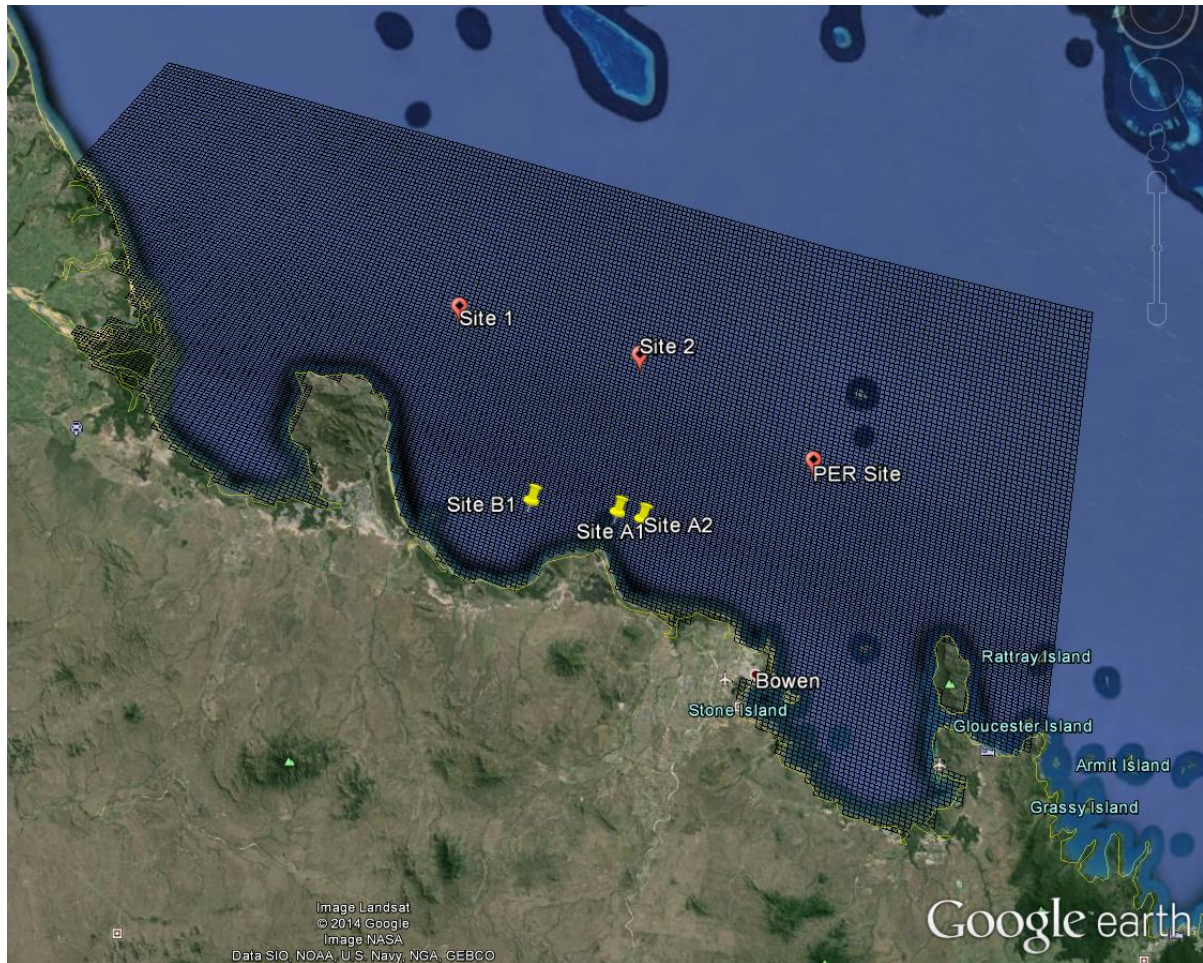 Site 1
Site 2
PER Site
Site B1
Site A1
Site A2
Rattray Island
Bowen
Stone Island
Gloucester Island
Armit Island
Grassy Island
Image Landsat
© 2014 Google
Image NASA
Data SIO, NOAA, U.S. Navy, NGA, GEBCO
Google earth